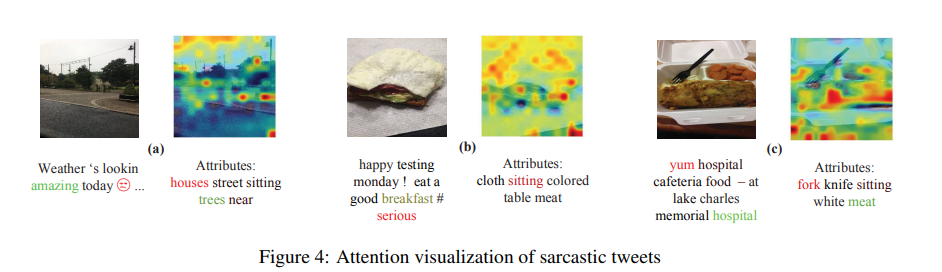 (a)
Weather 's lookin
amazing today 😒 ...
Attributes:
houses street sitting
trees near
(b)
happy testing
monday ! eat a
good breakfast #
serious
Attributes:
cloth sitting colored
table meat
(c)
yum hospital
cafeteria food – at
lake charles
memorial hospital
Attributes:
fork knife sitting
white meat
Figure 4: Attention visualization of sarcastic tweets